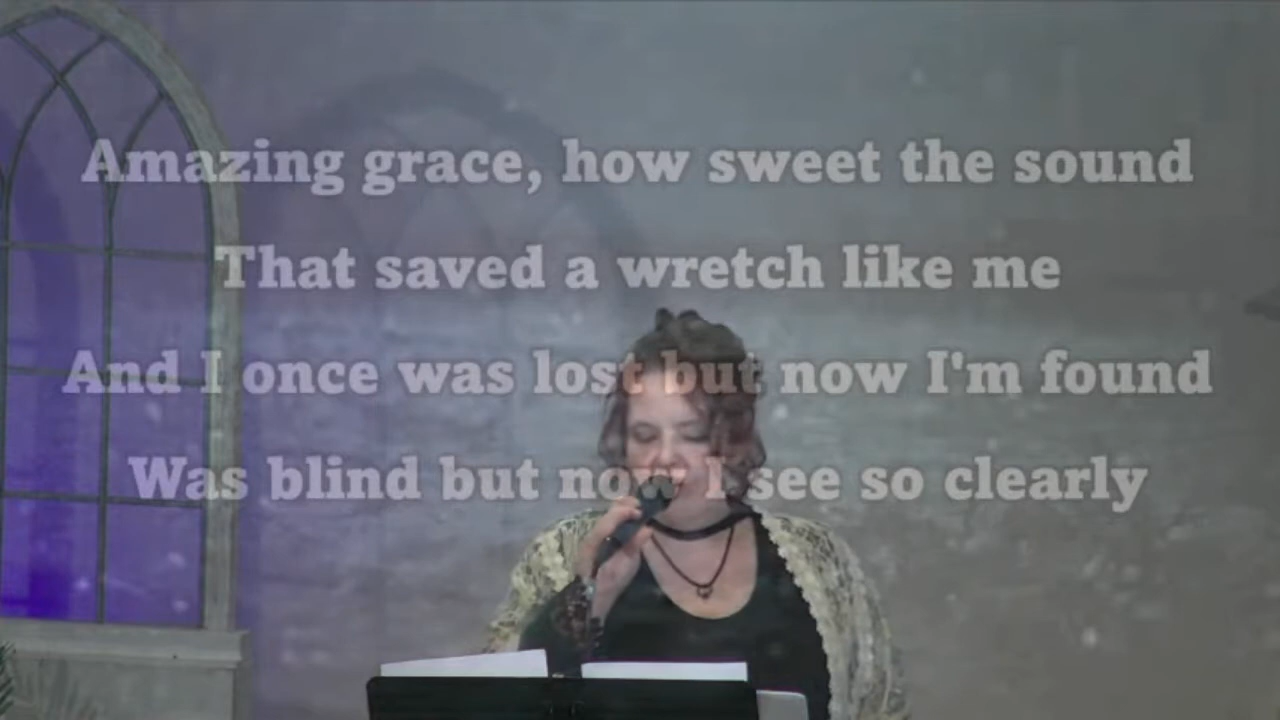 Amazing grace, how sweet the sound
That saved a wretch like me
And I once was lost but now I'm found
Was blind but now I see so clearly